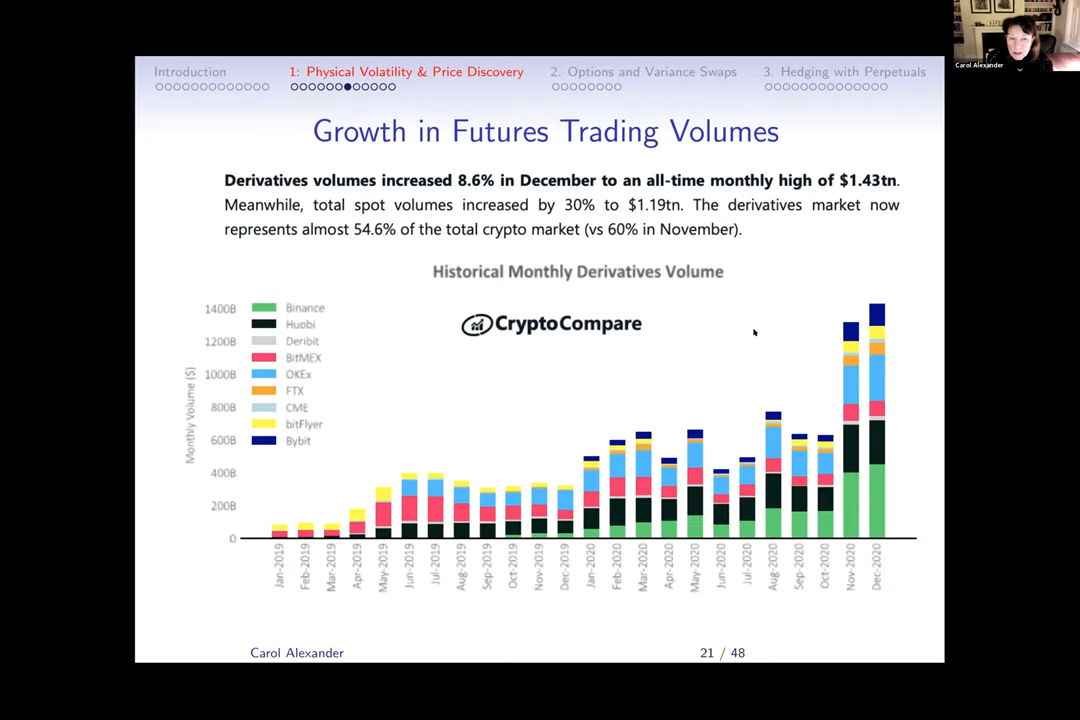 Carol Alexander
Introduction
1: Physical Volatility & Price Discovery
2. Options and Variance Swaps
3. Hedging with Perpetuals
Growth in Futures Trading Volumes
Derivatives volumes increased 8.6% in December to an all-time monthly high of $1.43tn.
Meanwhile, total spot volumes increased by 30% to $1.19tn. The derivatives market now
represents almost 54.6% of the total crypto market (vs 60% in November).
Historical Monthly Derivatives Volume
CryptoCompare
Monthly Volume ($)
1400B
1200B
1000B
800B
600B
400B
200B
0
Binance
Huobi
Deribit
BitMEX
OKEx
FTX
CME
bitFlyer
Bybit
Jan-2019
Feb-2019
Mar-2019
Apr-2019
May-2019
Jun-2019
Jul-2019
Aug-2019
Sep-2019
Oct-2019
Nov-2019
Dec-2019
Jan-2020
Feb-2020
Mar-2020
Apr-2020
May-2020
Jun-2020
Jul-2020
Aug-2020
Sep-2020
Oct-2020
Nov-2020
Dec-2020
Carol Alexander
21 / 48